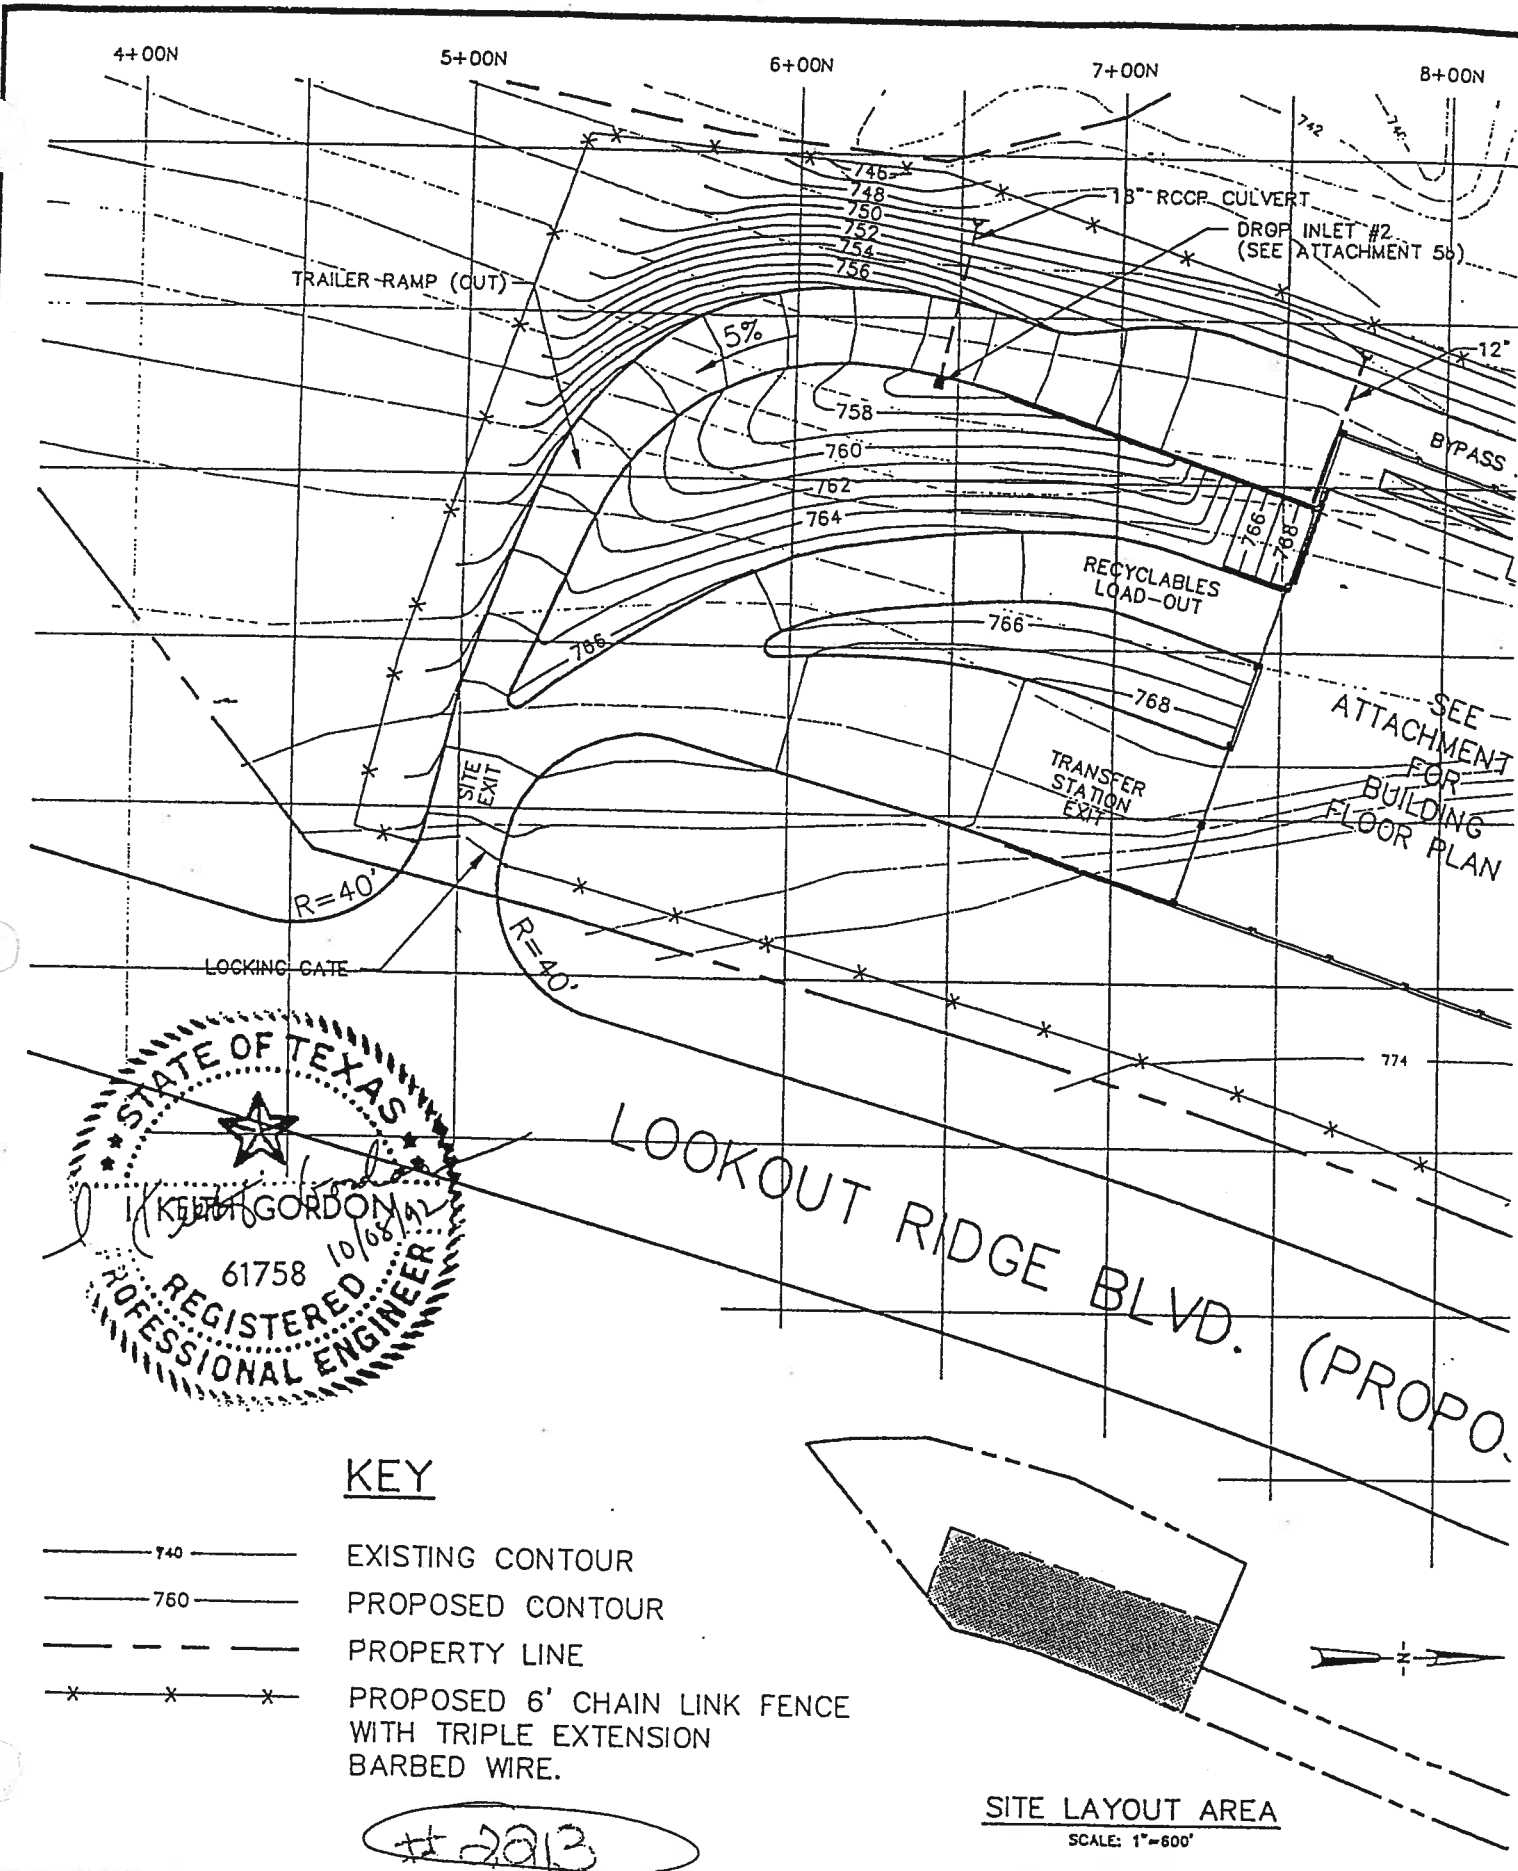 4+00N 5+00N 6+00N 7+00N 8+00N
742
746
748
750
752
754
756
18" RCCP CULVERT
DROP INLET #2
(SEE ATTACHMENT 5b)
TRAILER RAMP (CUT)
5%
12"
BYPASS
758
760
762
764
766
768
RECYCLABLES
LOAD-OUT
766
766
768
SEE
ATTACHMENT
FOR
BUILDING
FLOOR PLAN
TRANSFER
STATION
EXIT
SITE
EXIT
R=40'
R=40'
LOCKING GATE
774
STATE OF TEXAS
KEITH GORDON
10/08/92
61758
REGISTERED
PROFESSIONAL ENGINEER
LOOKOUT RIDGE BLVD. (PROPO
KEY
740 EXISTING CONTOUR
760 PROPOSED CONTOUR
PROPERTY LINE
PROPOSED 6' CHAIN LINK FENCE
WITH TRIPLE EXTENSION
BARBED WIRE.
N
SITE LAYOUT AREA
SCALE: 1"=600'
# 2213